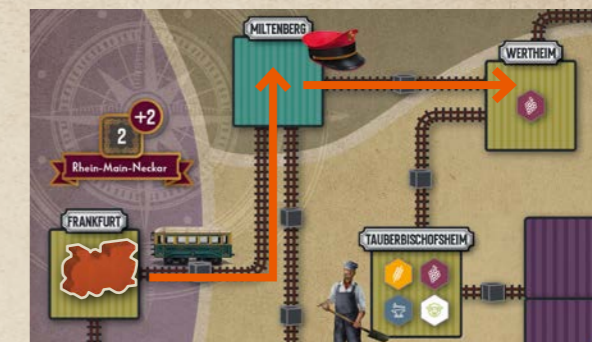 MILTENBERG
WERTHEIM
+2
2
Rhein-Main-Neckar
FRANKFURT
TAUBERBISCHOFSHEIM